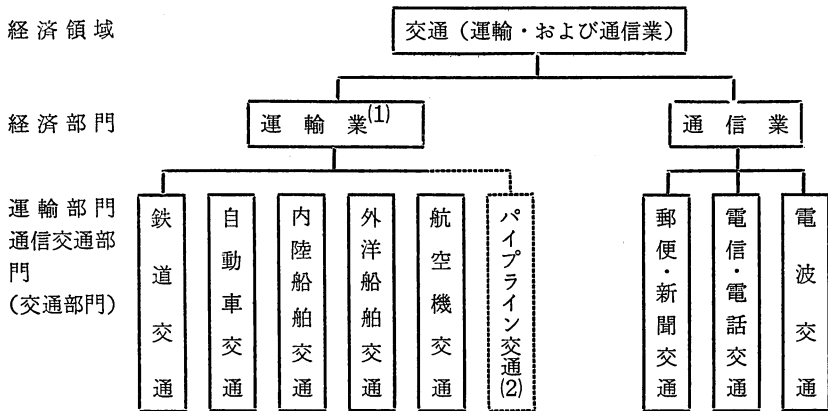 経済領域
交通（運輸・および通信業）
経済部門
運輸業(1)
通信業
運輸部門
通信交通部
門
（交通部門）
鉄道交通
自動車交通
内陸船舶交通
外洋船舶交通
航空機交通
パイプライン交通(2)
郵便・新聞交通
電信・電話交通
電波交通